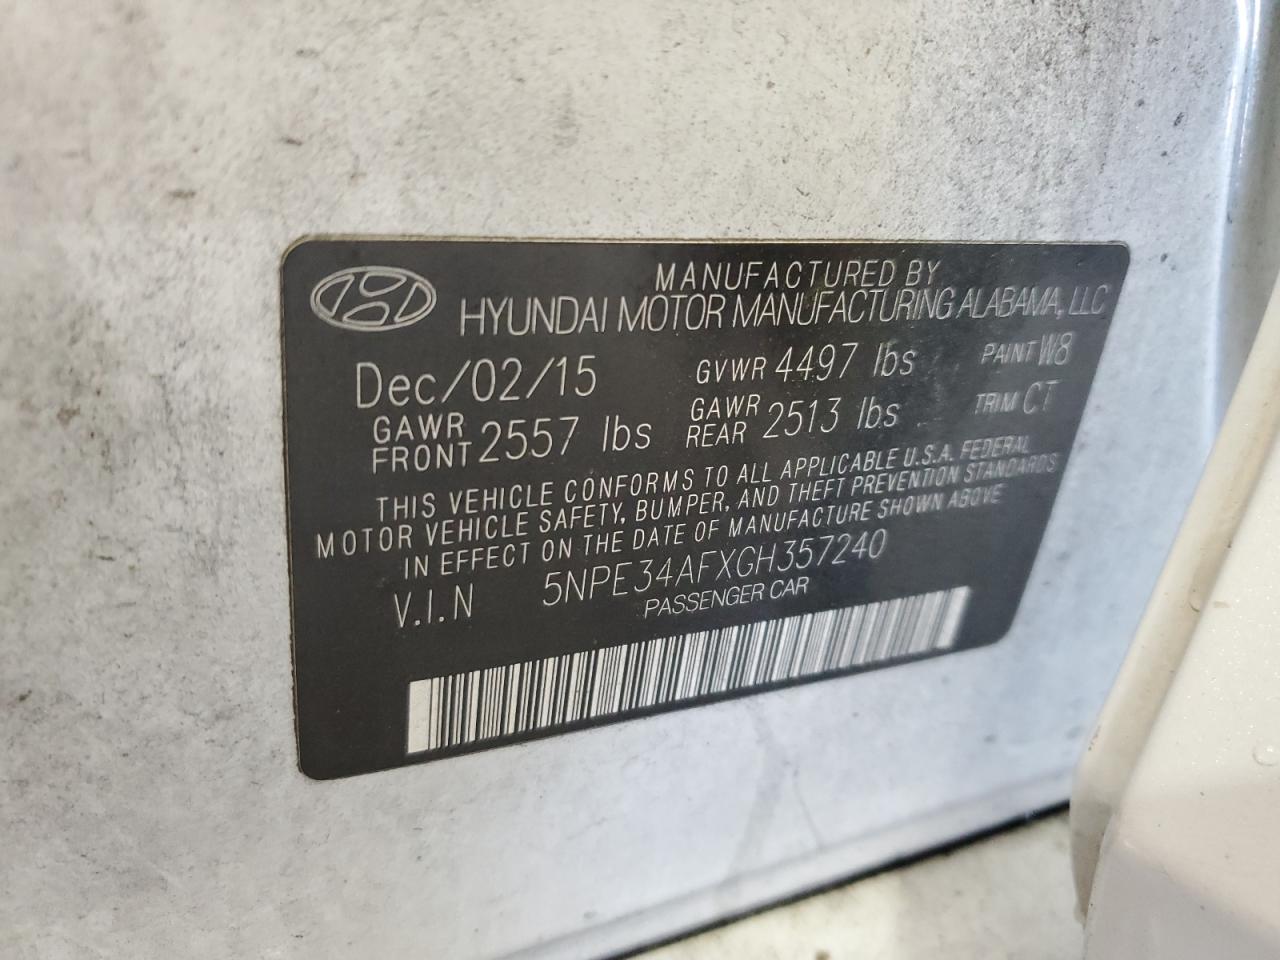 MANUFACTURED BY
HYUNDAI MOTOR MANUFACTURING ALABAMA, LLC
Dec/02/15 GVWR 4497 lbs PAINT W8
GAWR FRONT 2557 lbs GAWR REAR 2513 lbs TRIM CT
THIS VEHICLE CONFORMS TO ALL APPLICABLE U.S.A. FEDERAL
MOTOR VEHICLE SAFETY, BUMPER, AND THEFT PREVENTION STANDARDS
IN EFFECT ON THE DATE OF MANUFACTURE SHOWN ABOVE
V.I.N 5NPE34AFXGH357240
PASSENGER CAR